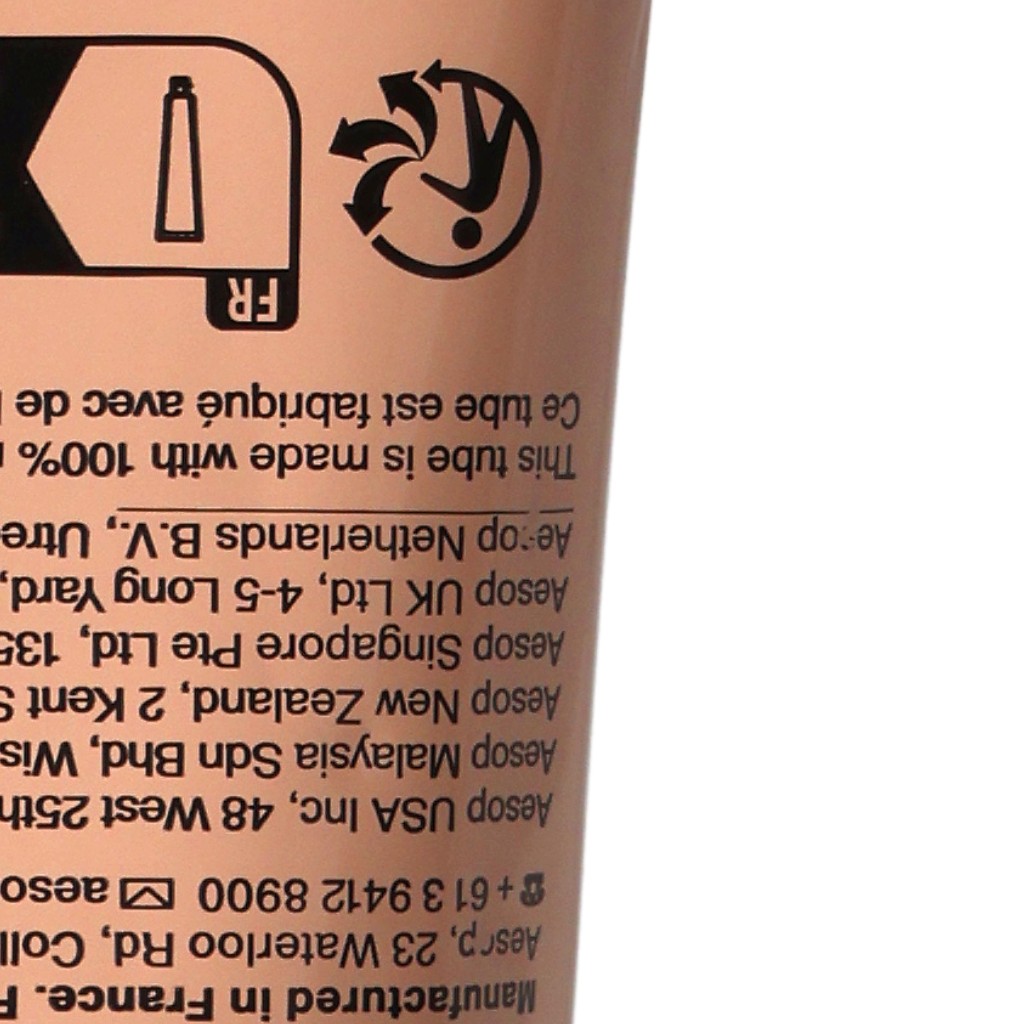 Manufactured in France.
Aesop, 23 Waterloo Rd,
+61 3 9412 8900
Aesop USA Inc, 48 West 25th
Aesop Malaysia Sdn Bhd,
Aesop New Zealand, 2 Kent
Aesop Singapore Pte Ltd,
Aesop UK Ltd, 4-5 Long Yard,
Aesop Netherlands B.V.,
This tube is made with 100%
Ce tube est fabriqué avec de
FR